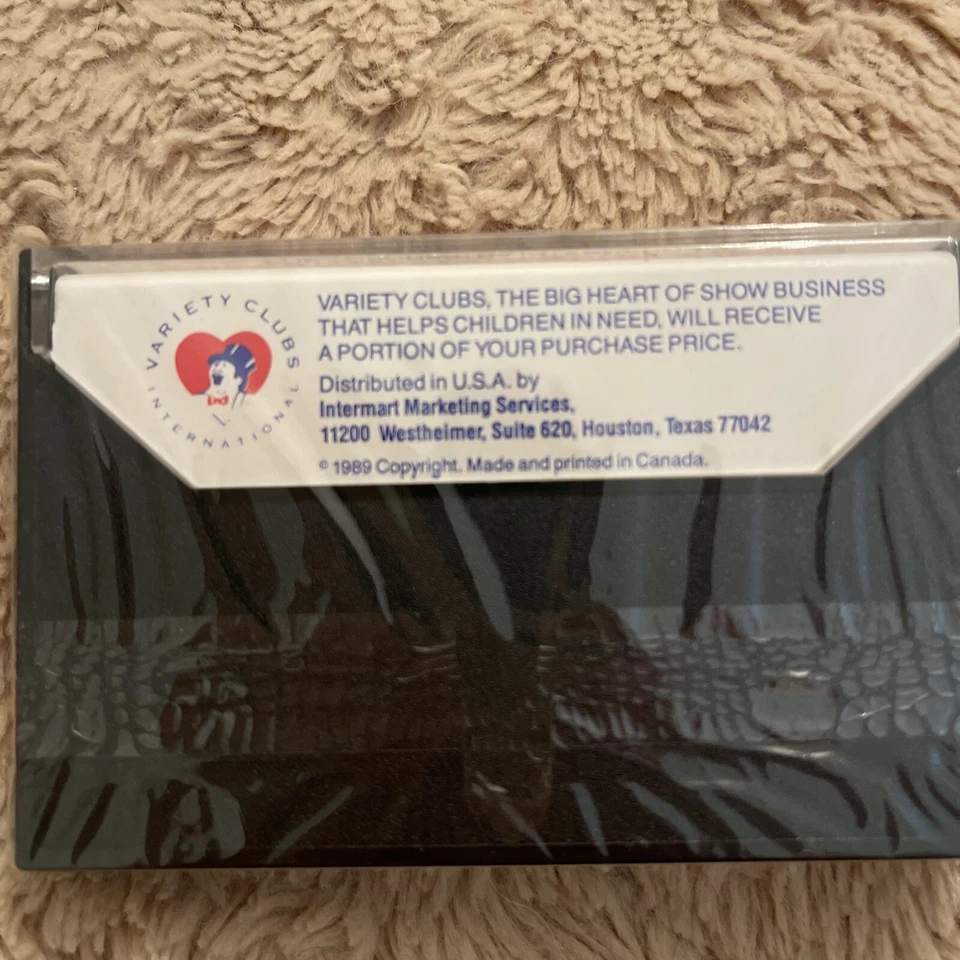 VARIETY CLUBS
INTERNATIONAL
VARIETY CLUBS, THE BIG HEART OF SHOW BUSINESS
THAT HELPS CHILDREN IN NEED, WILL RECEIVE
A PORTION OF YOUR PURCHASE PRICE.
Distributed in U.S.A. by
Intermart Marketing Services,
11200 Westheimer, Suite 620, Houston, Texas 77042
© 1989 Copyright. Made and printed in Canada.